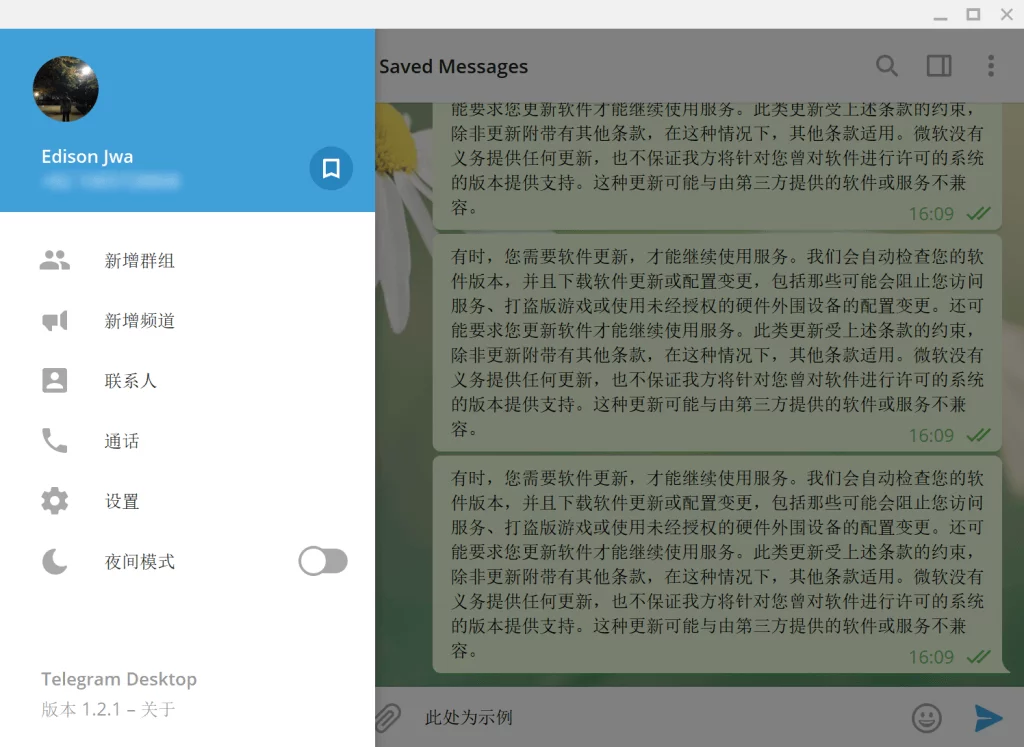 Edison Jwa
新增群组
新增频道
联系人
通话
设置
夜间模式
Telegram Desktop
版本 1.2.1 – 关于
Saved Messages
能要求您更新软件才能继续使用服务。此类更新受上述条款的约束，
除非更新附带有其他条款，在这种情况下，其他条款适用。微软没有
义务提供任何更新，也不保证我方将针对您曾对软件进行许可的系统
的版本提供支持。这种更新可能与由第三方提供的软件或服务不兼
容。
16:09
有时，您需要软件更新，才能继续使用服务。我们会自动检查您的软
件版本，并且下载软件更新或配置变更，包括那些可能会阻止您访问
服务、打盗版游戏或使用未经授权的硬件外围设备的配置变更。还可
能要求您更新软件才能继续使用服务。此类更新受上述条款的约束，
除非更新附带有其他条款，在这种情况下，其他条款适用。微软没有
义务提供任何更新，也不保证我方将针对您曾对软件进行许可的系统
的版本提供支持。这种更新可能与由第三方提供的软件或服务不兼
容。
16:09
有时，您需要软件更新，才能继续使用服务。我们会自动检查您的软
件版本，并且下载软件更新或配置变更，包括那些可能会阻止您访问
服务、打盗版游戏或使用未经授权的硬件外围设备的配置变更。还可
能要求您更新软件才能继续使用服务。此类更新受上述条款的约束，
除非更新附带有其他条款，在这种情况下，其他条款适用。微软没有
义务提供任何更新，也不保证我方将针对您曾对软件进行许可的系统
的版本提供支持。这种更新可能与由第三方提供的软件或服务不兼
容。
16:09
此处为示例